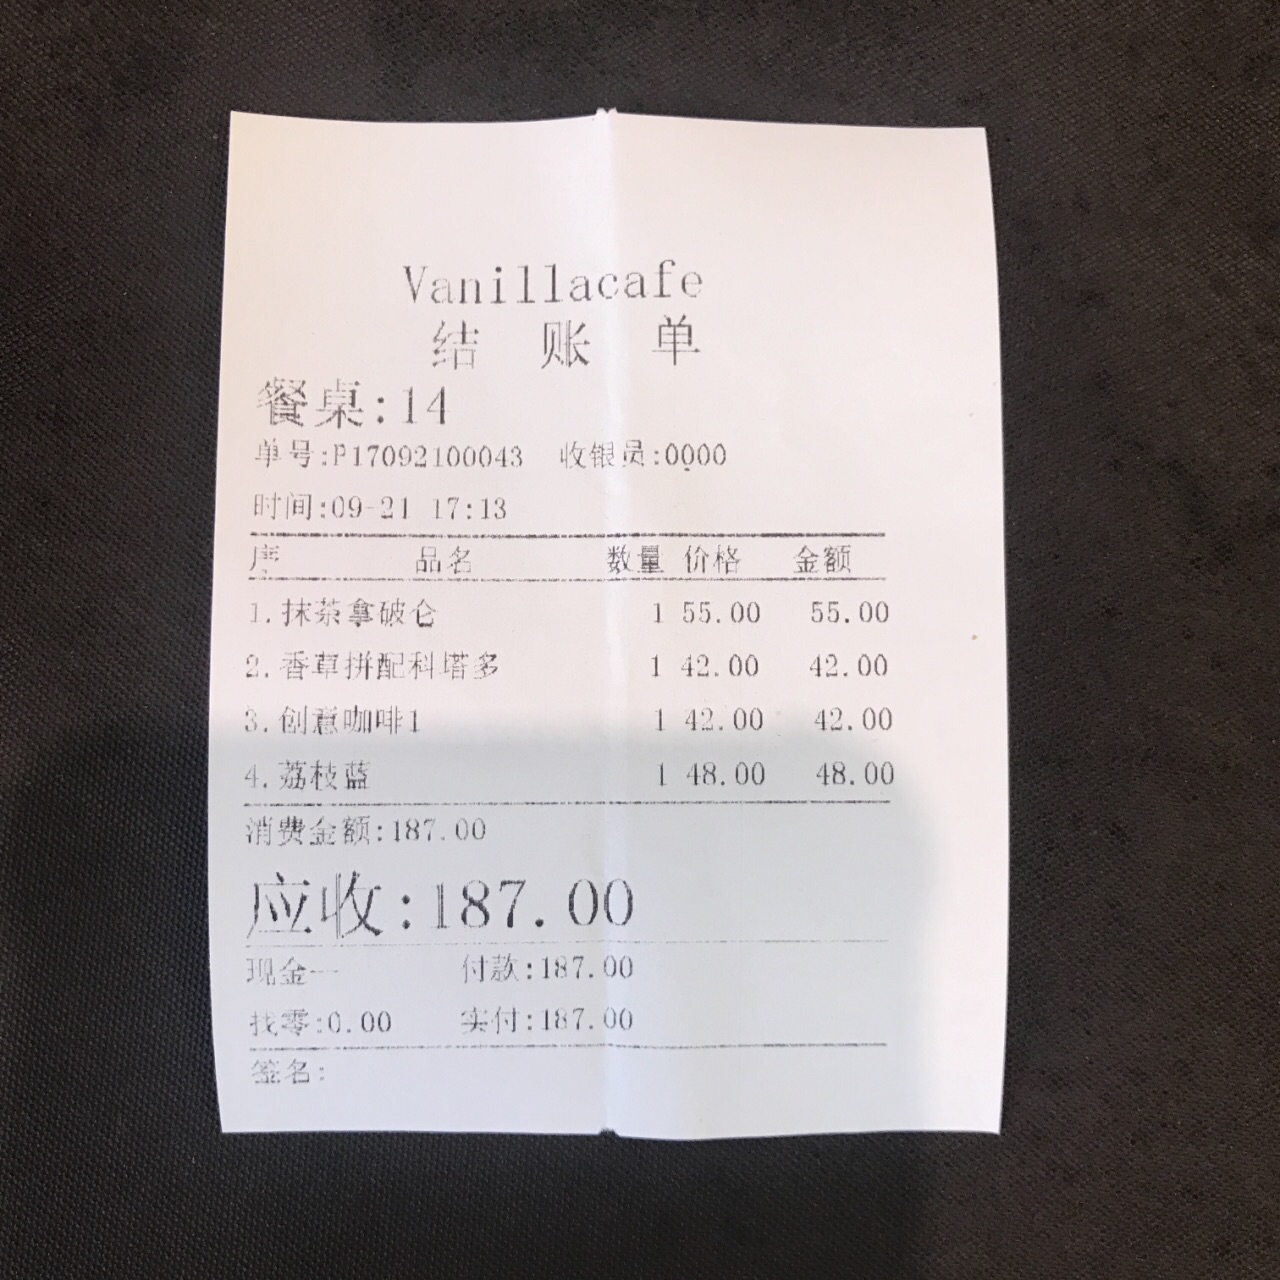 Vanillacafe
结 账 单
餐桌:14
单号:P17092100043 收银员:0000
时间:09-21 17:13
序 品名 数量 价格 金额
1.抹茶拿破仑 1 55.00 55.00
2.香草拼配科塔多 1 42.00 42.00
3.创意咖啡1 1 42.00 42.00
4.荔枝蓝 1 48.00 48.00
消费金额:187.00
应收:187.00
现金-- 付款:187.00
找零:0.00 实付:187.00
签名: